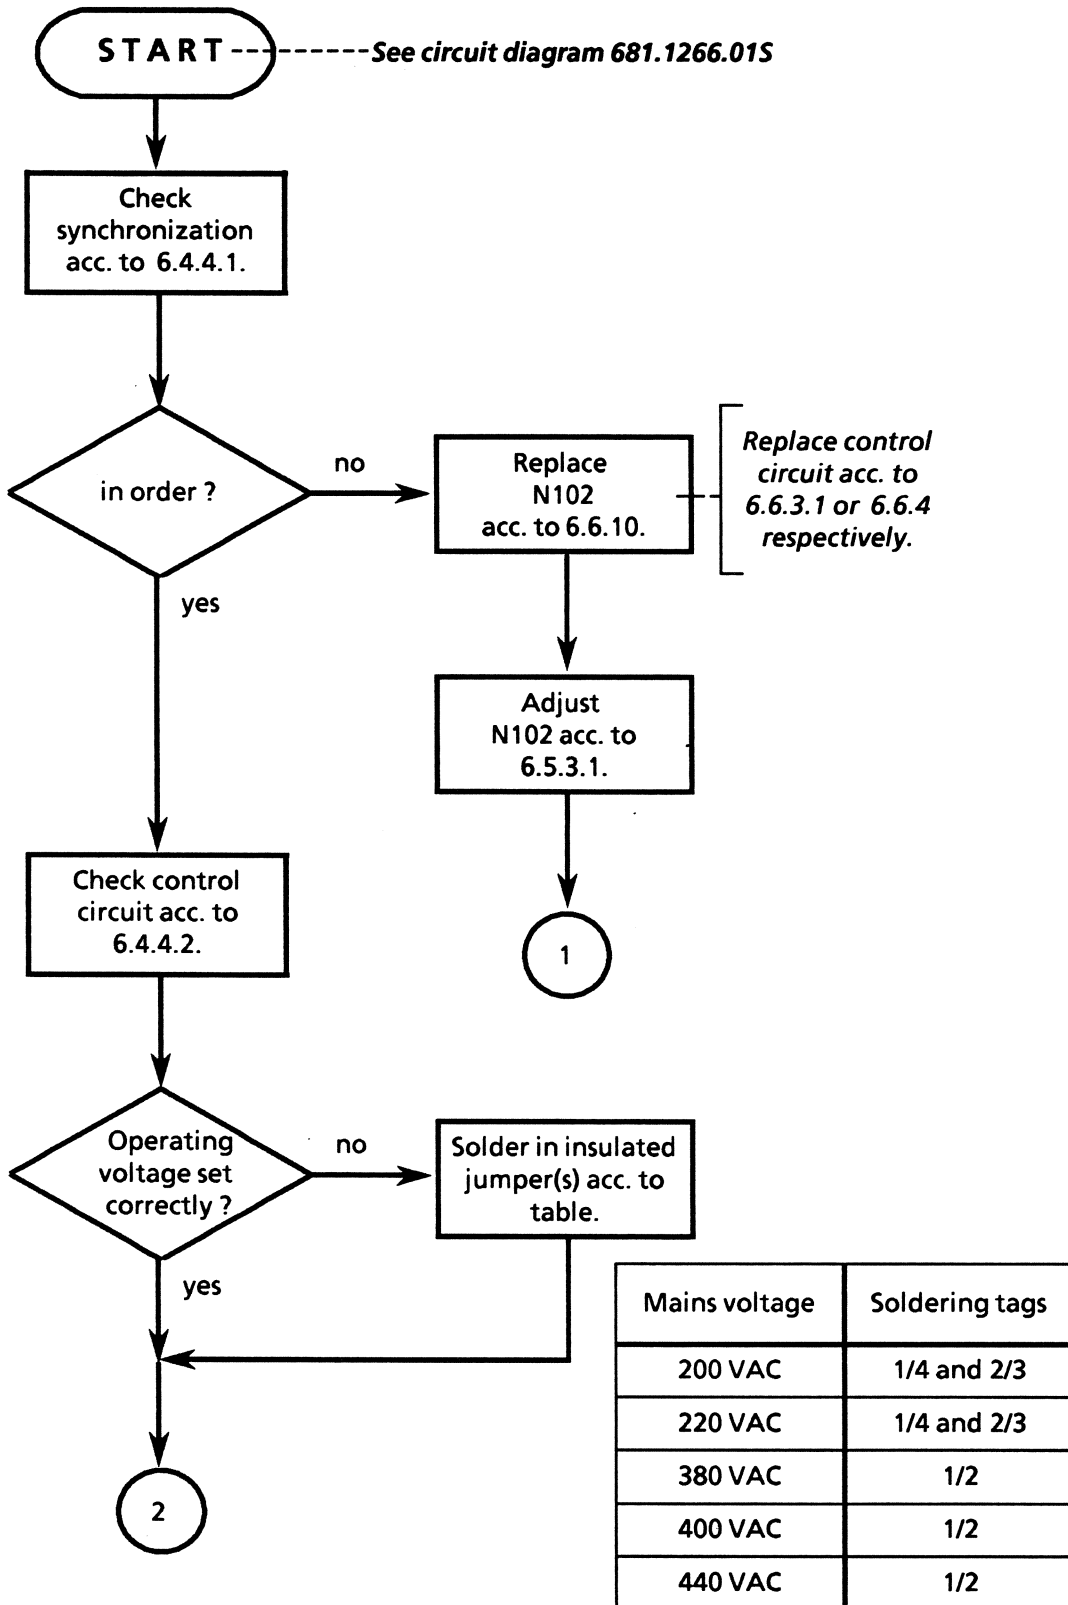 START
See circuit diagram 681.1266.01S
Check
synchronization
acc. to 6.4.4.1.
in order ?
no
Replace
N102
acc. to 6.6.10.
Replace control
circuit acc. to
6.6.3.1 or 6.6.4
respectively.
yes
Adjust
N102 acc. to
6.5.3.1.
1
Check control
circuit acc. to
6.4.4.2.
Operating
voltage set
correctly ?
no
Solder in insulated
jumper(s) acc. to
table.
yes
2
Mains voltage Soldering tags
200 VAC 1/4 and 2/3
220 VAC 1/4 and 2/3
380 VAC 1/2
400 VAC 1/2
440 VAC 1/2